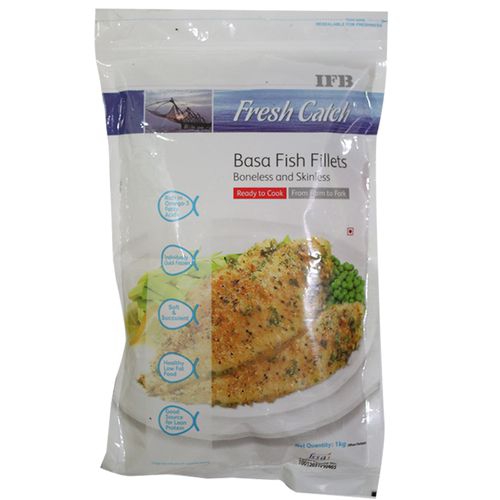 RESEALABLE FOR FRESHNESS
IFB
Fresh Catch
Basa Fish Fillets
Boneless and Skinless
Ready to Cook
From Farm to Fork
Rich in
Omega-3
Fatty
Acids
Individually
Quick Frozen
Soft
&
Succulent
Healthy
Low Fat
Food
Good
Source
for Lean
Protein
Net Quantity: 1kg
fssai